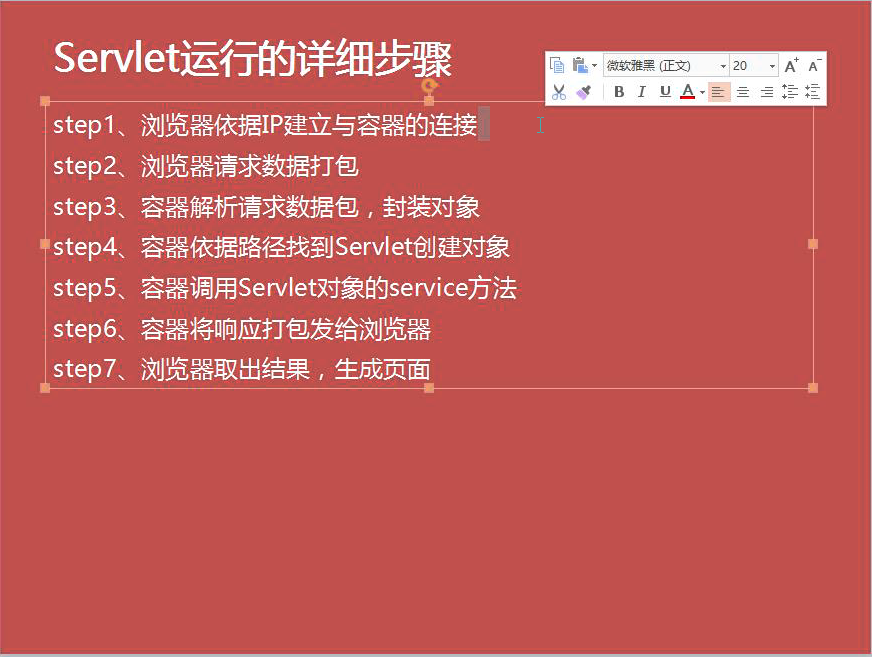 Servlet运行的详细步骤
微软雅黑 (正文) 20 A+ A-
B I U A
step1、浏览器依据IP建立与容器的连接
step2、浏览器请求数据打包
step3、容器解析请求数据包，封装对象
step4、容器依据路径找到Servlet创建对象
step5、容器调用Servlet对象的service方法
step6、容器将响应打包发给浏览器
step7、浏览器取出结果，生成页面